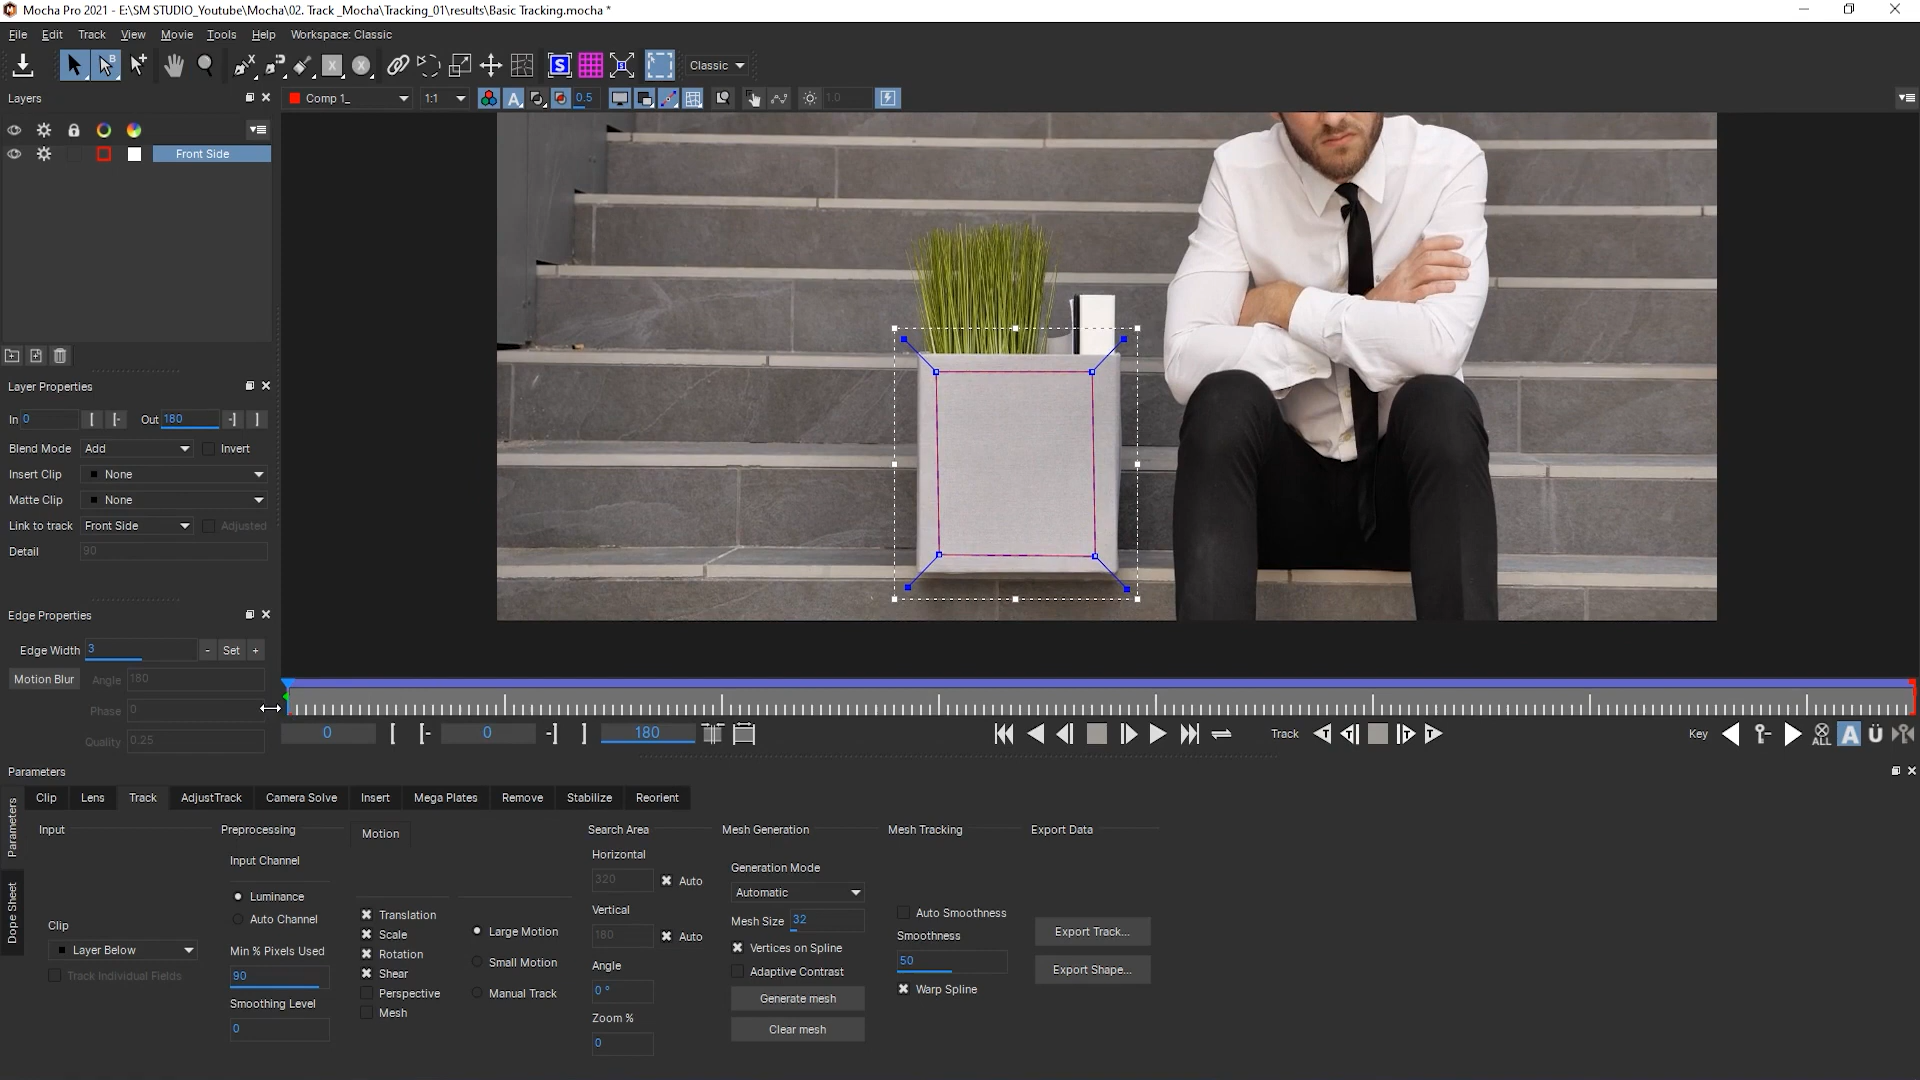 Mocha Pro 2021 - E:\SM STUDIO_Youtube\Mocha\02. Track _Mocha\Tracking_01\results\Basic Tracking.mocha *
File Edit Track View Movie Tools Help Workspace: Classic
S Classic
Layers Comp 1_ 1:1 A 0.5 1.0
Front Side
Layer Properties
In 0 [ [- Out 180 -] ]
Blend Mode Add Invert
Insert Clip None
Matte Clip None
Link to track Front Side Adjusted
Detail 90
Edge Properties
Edge Width 3 - Set +
Motion Blur Angle 180
Phase 0
Quality 0.25
0 [ [- 0 -] ] 180 Track T T T T Key ALL A Ü
Parameters
Clip Lens Track AdjustTrack Camera Solve Insert Mega Plates Remove Stabilize Reorient
Parameters
Dope Sheet
Input
Clip
Layer Below
Track Individual Fields
Preprocessing
Input Channel
Luminance
Auto Channel
Min % Pixels Used
90
Smoothing Level
0
Motion
Translation
Scale
Rotation
Shear
Perspective
Mesh
Large Motion
Small Motion
Manual Track
Search Area
Horizontal
320 Auto
Vertical
180 Auto
Angle
0 °
Zoom %
0
Mesh Generation
Generation Mode
Automatic
Mesh Size 32
Vertices on Spline
Adaptive Contrast
Generate mesh
Clear mesh
Mesh Tracking
Auto Smoothness
Smoothness
50
Warp Spline
Export Data
Export Track...
Export Shape...